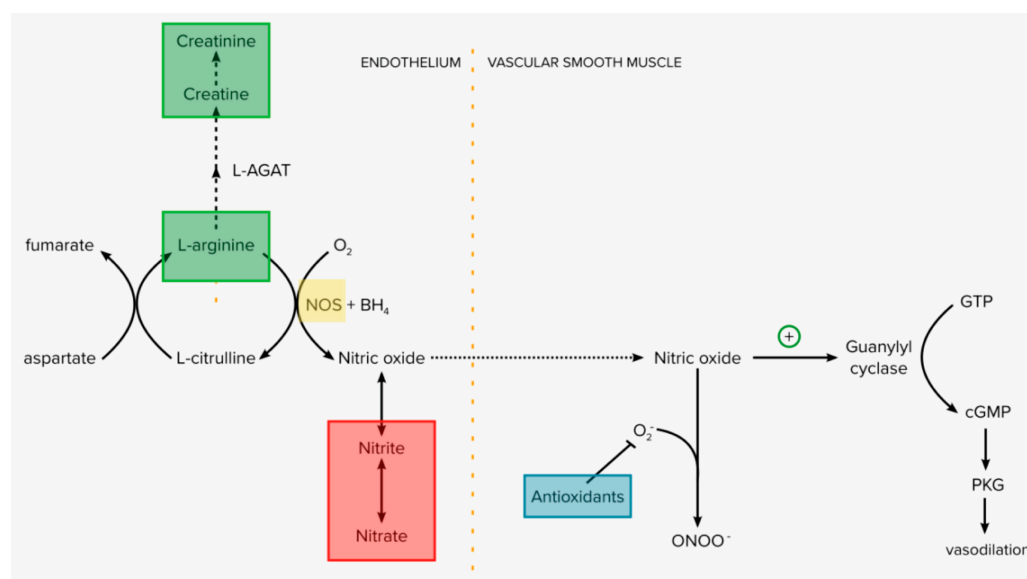 Creatinine
Creatine
L-AGAT
ENDOTHELIUM
VASCULAR SMOOTH MUSCLE
fumarate
L-arginine
O₂
NOS + BH₄
aspartate
L-citrulline
Nitric oxide
Nitric oxide
+
Guanylyl
cyclase
GTP
cGMP
PKG
vasodilation
Nitrite
Nitrate
O₂⁻
Antioxidants
ONOO⁻